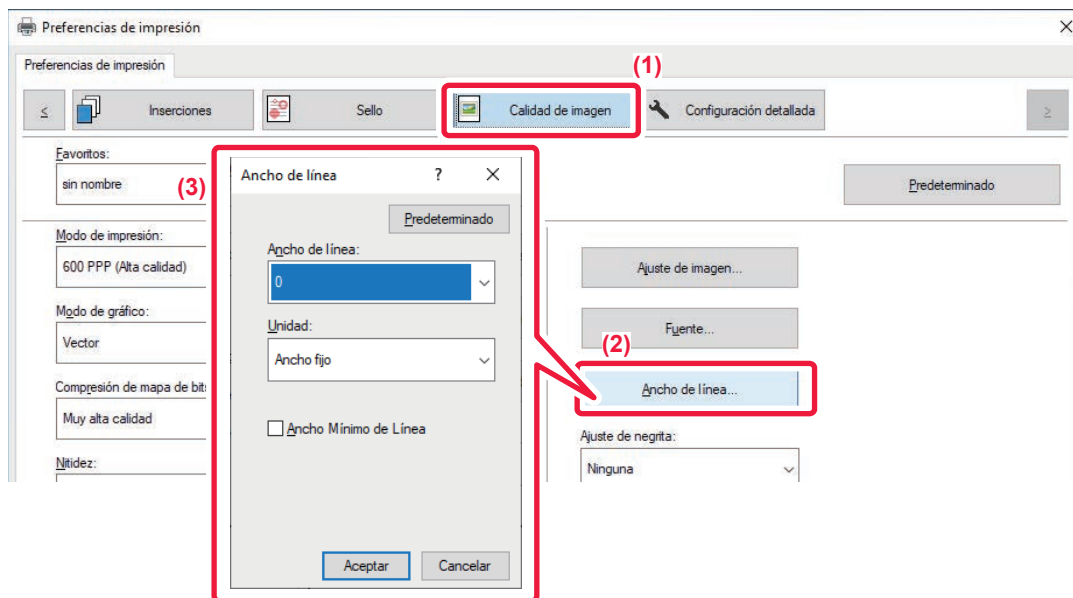 Preferencias de impresión
Preferencias de impresión
(1)
≤
Inserciones
Sello
Calidad de imagen
Configuración detallada
≥
Favoritos:
sin nombre
Predeterminado
(3)
Ancho de línea
?
Predeterminado
Ancho de línea:
0
Unidad:
Ancho fijo
Ancho Mínimo de Línea
Aceptar
Cancelar
Modo de impresión:
600 PPP (Alta calidad)
Modo de gráfico:
Vector
Compresión de mapa de bits
Muy alta calidad
Nitidez:
Ajuste de imagen...
Fuente...
(2)
Ancho de línea...
Ajuste de negrita:
Ninguna